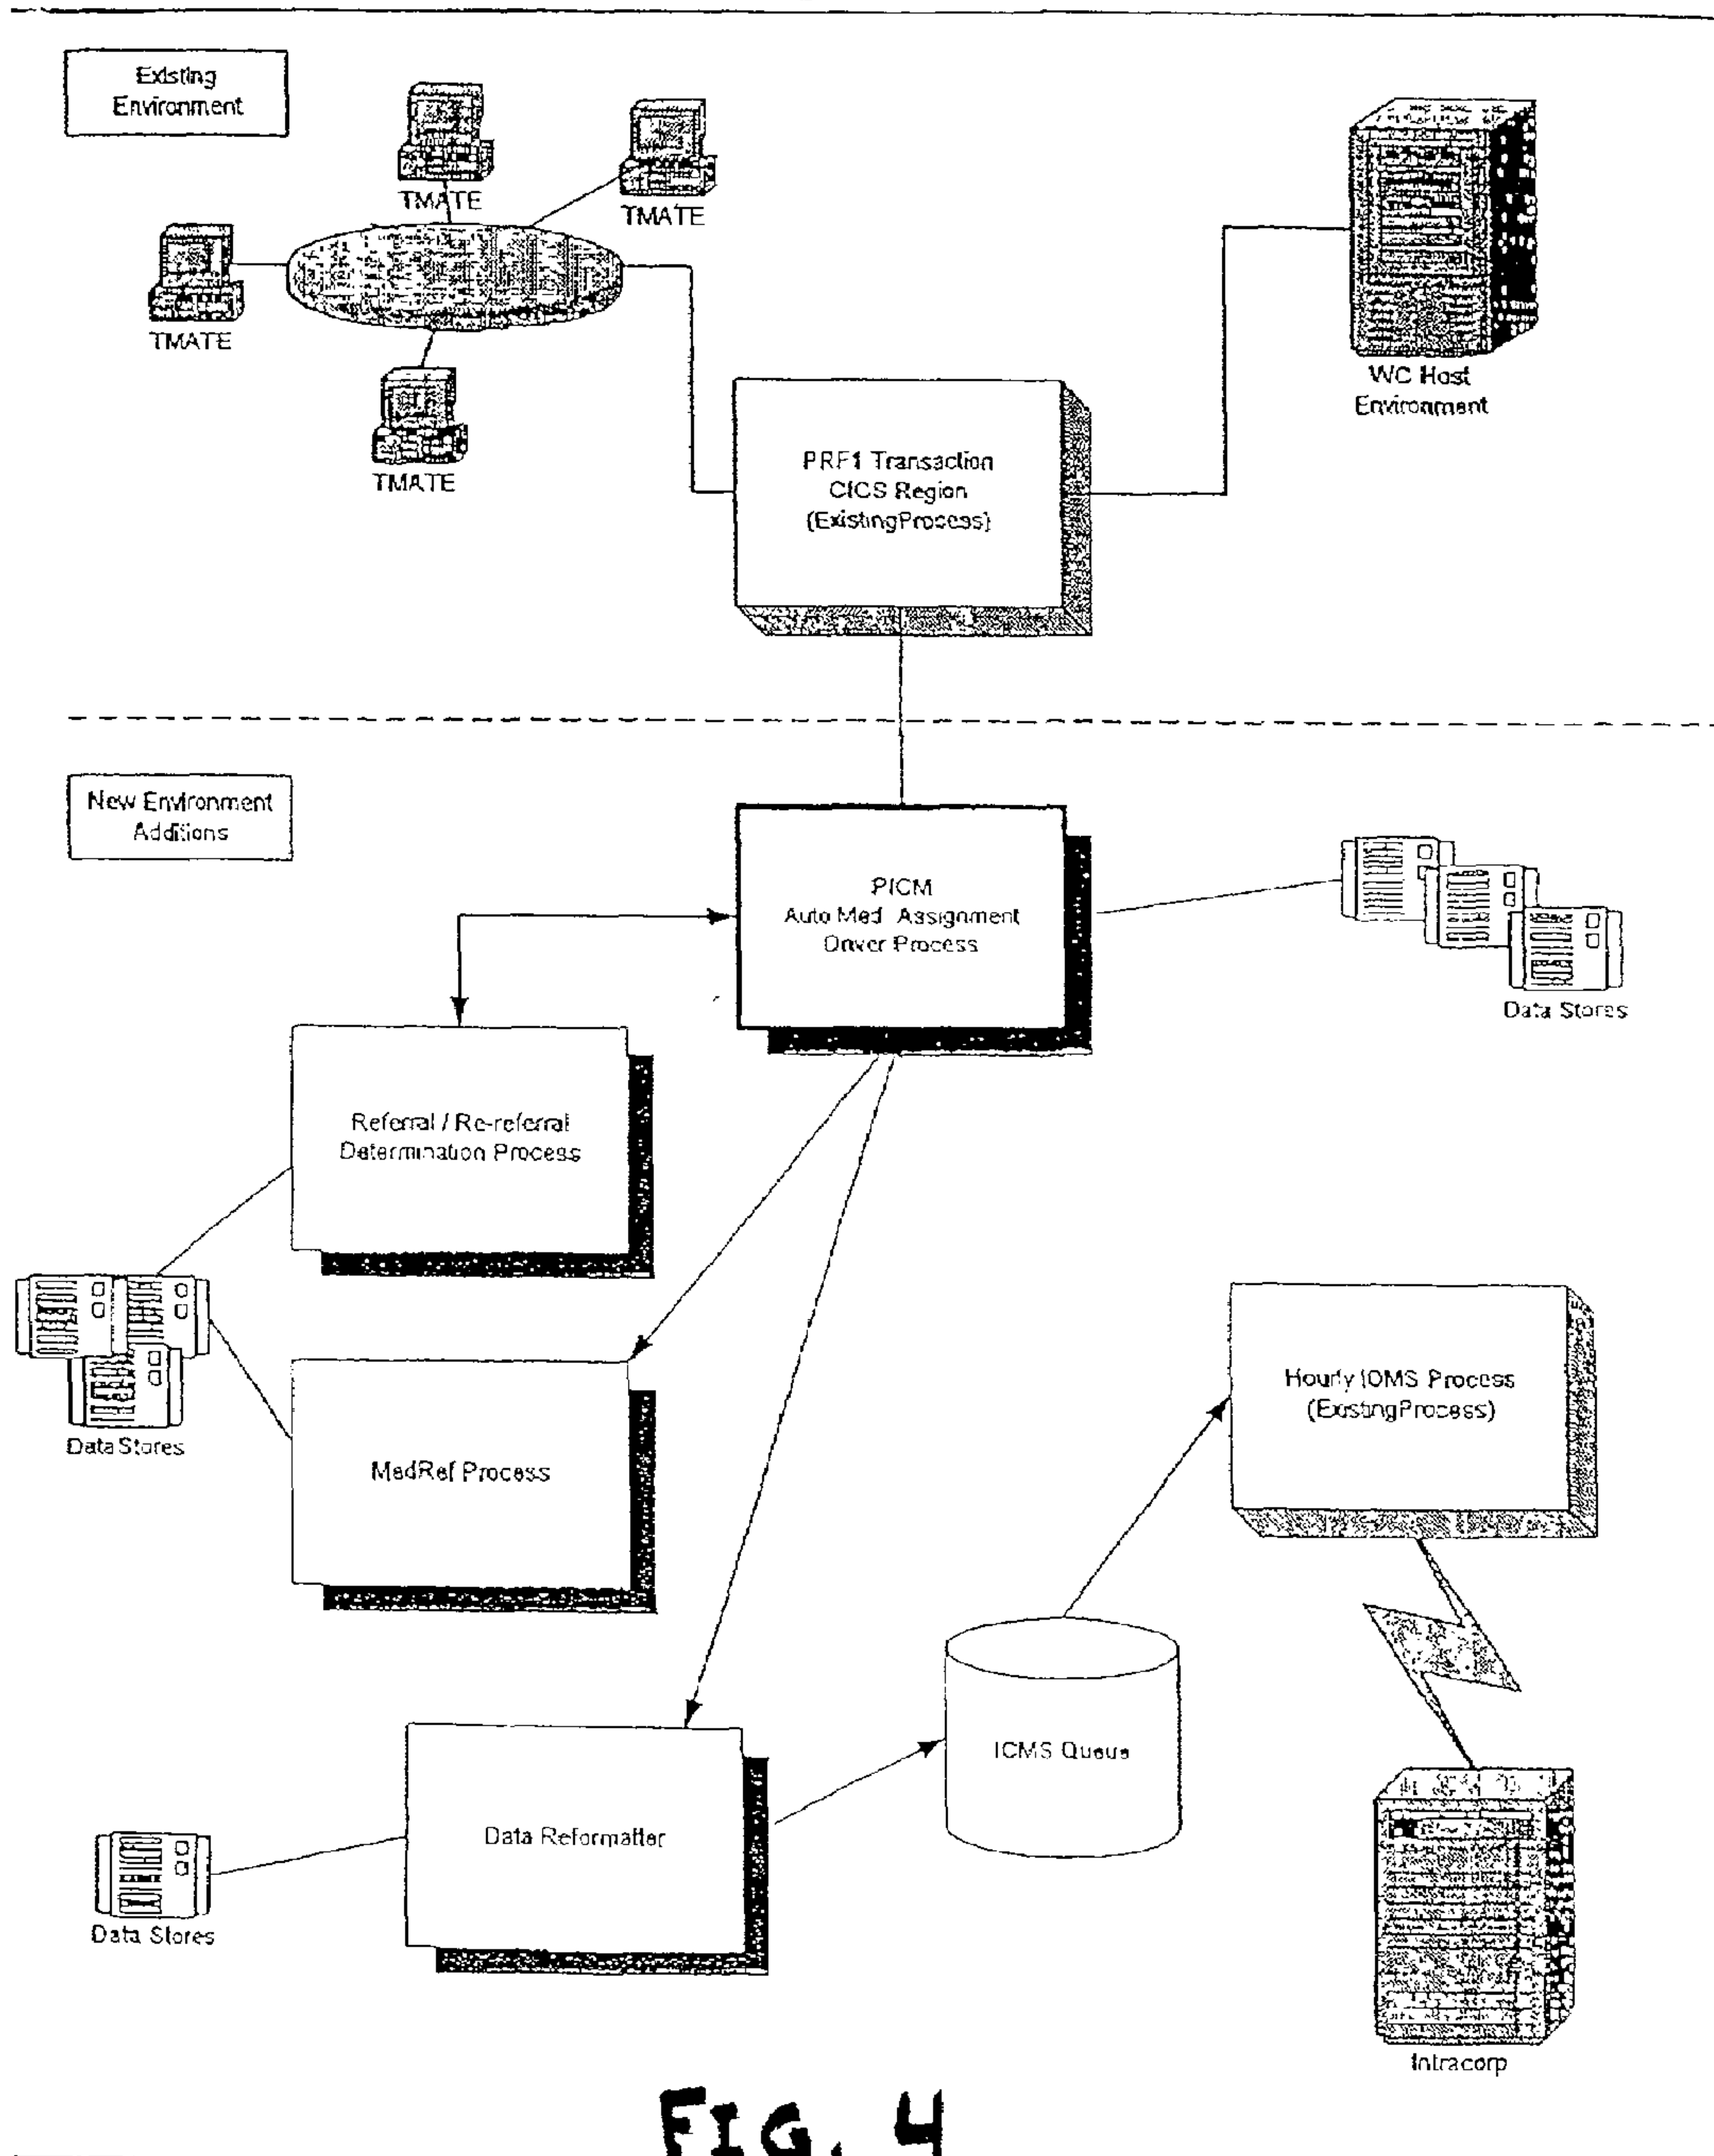 Existing
Environment
TMATE
TMATE
TMATE
TMATE
WC Host
Environment
PRF1 Transaction
CICS Region
(ExistingProcess)
New Environment
Additions
PICM
Auto Med. Assignment
Driver Process
Data Stores
Referral / Re-referral
Determination Process
Data Stores
MedRef Process
Hourly ICMS Process
(ExistingProcess)
ICMS Queue
Data Reformatter
Data Stores
Intracorp
FIG. 4